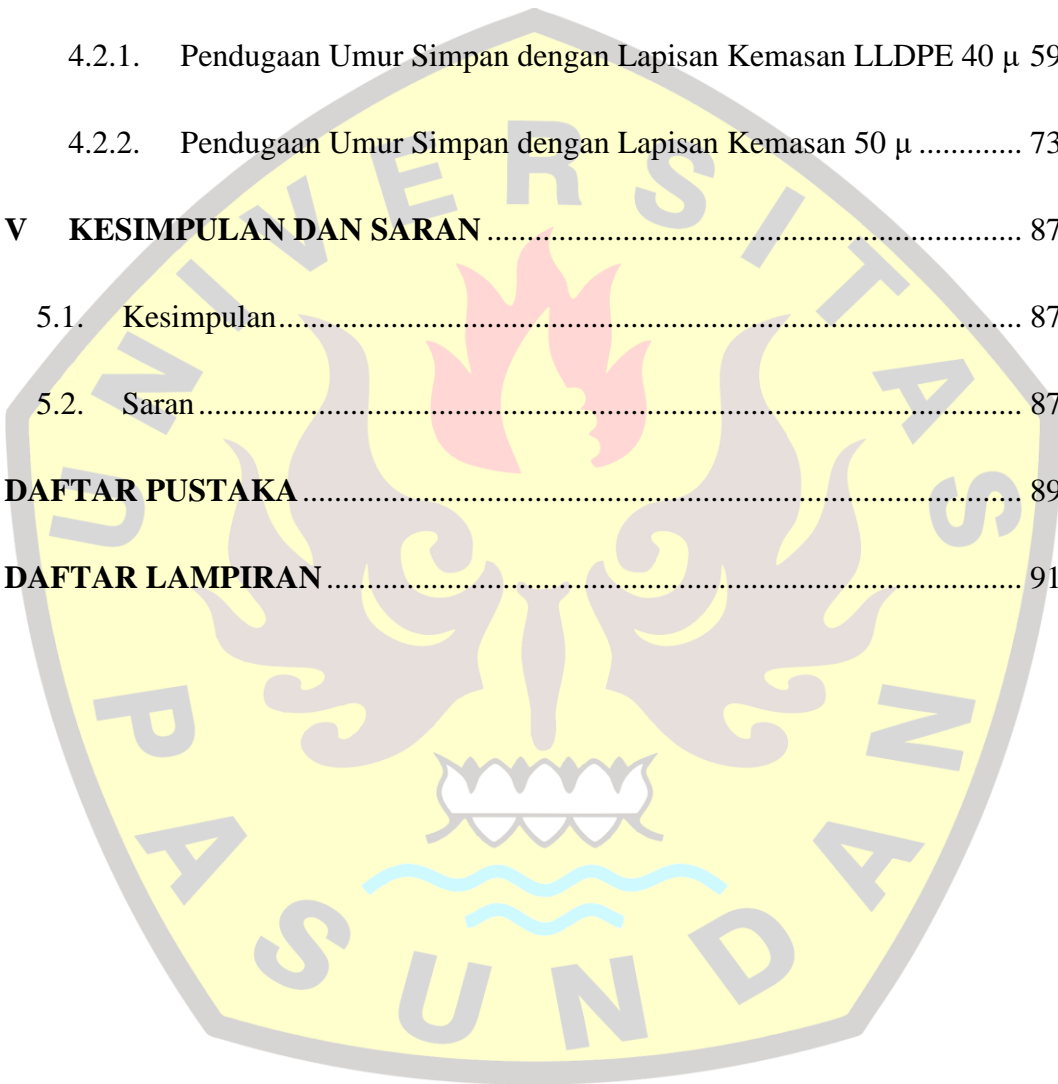 4.2.1. Pendugaan Umur Simpan dengan Lapisan Kemasan LLDPE 40 μ 59
4.2.2. Pendugaan Umur Simpan dengan Lapisan Kemasan 50 μ ............. 73
V KESIMPULAN DAN SARAN ........................................................ 87
5.1. Kesimpulan ........................................................ 87
5.2. Saran ........................................................ 87
DAFTAR PUSTAKA ........................................................ 89
DAFTAR LAMPIRAN ........................................................ 91
UNIVERSITAS
PASUNDAN